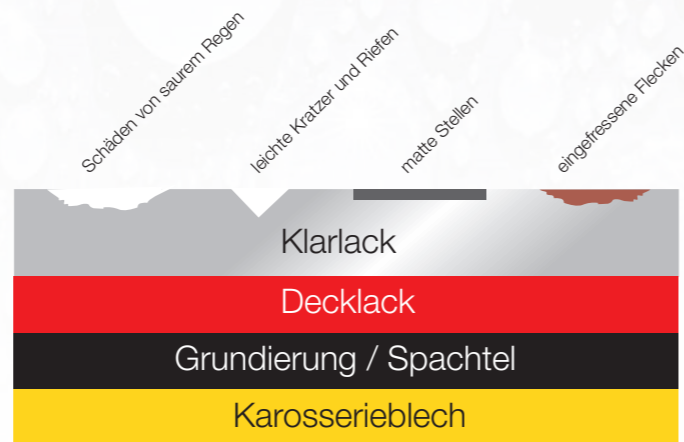 Schäden von saurem Regen
leichte Kratzer und Riefen
matte Stellen
eingefressene Flecken
Klarlack
Decklack
Grundierung / Spachtel
Karosserieblech